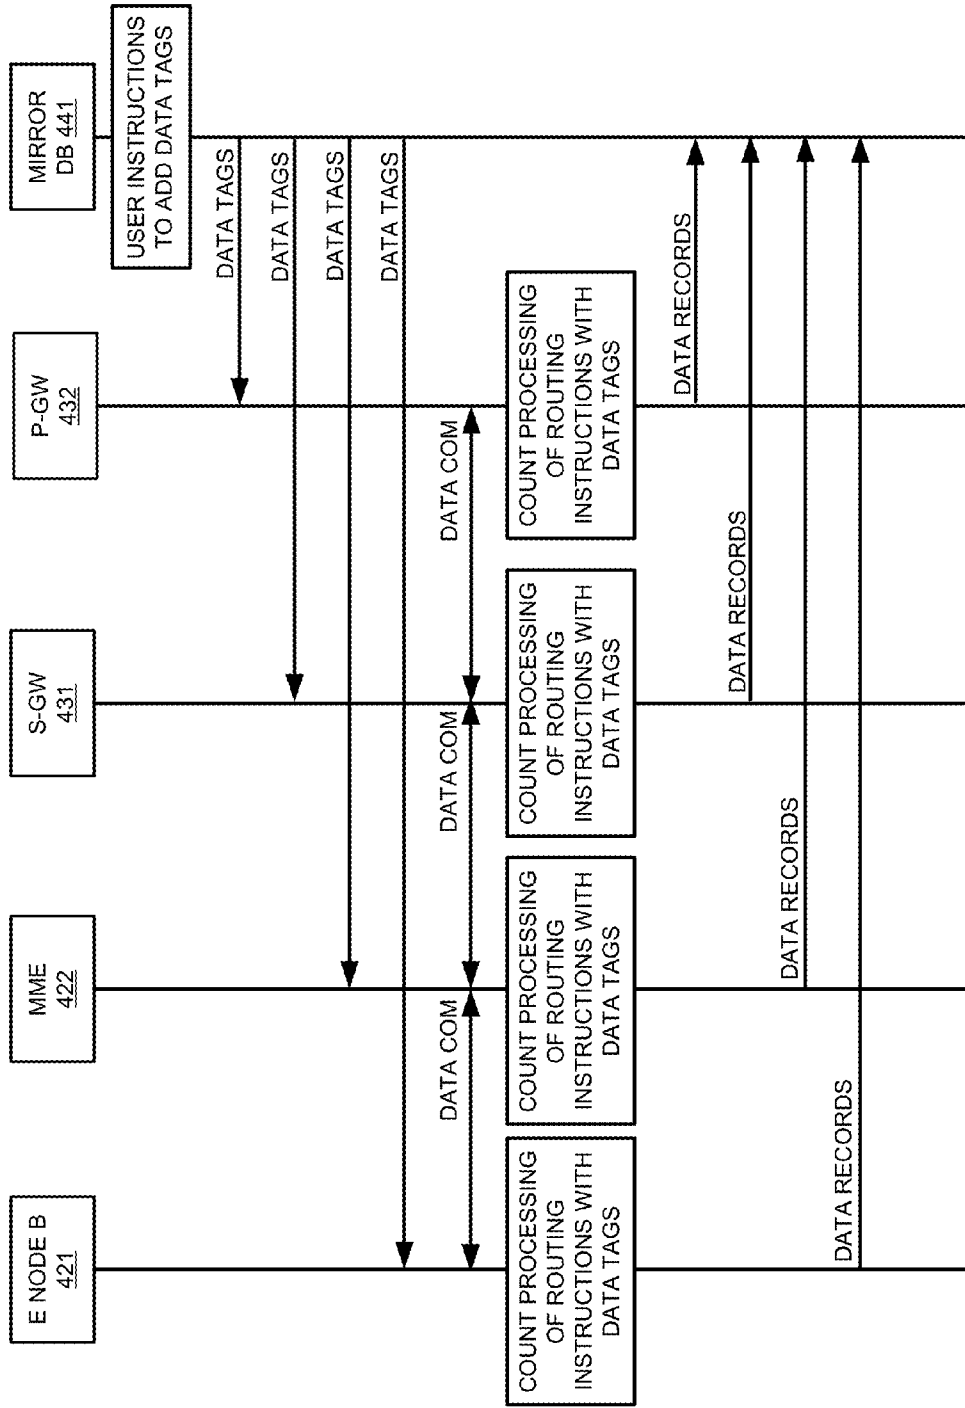 E NODE B
421
MME
422
S-GW
431
P-GW
432
MIRROR
DB 441
USER INSTRUCTIONS
TO ADD DATA TAGS
DATA TAGS
DATA TAGS
DATA TAGS
DATA TAGS
DATA COM
DATA COM
DATA COM
COUNT PROCESSING
OF ROUTING
INSTRUCTIONS WITH
DATA TAGS
COUNT PROCESSING
OF ROUTING
INSTRUCTIONS WITH
DATA TAGS
COUNT PROCESSING
OF ROUTING
INSTRUCTIONS WITH
DATA TAGS
COUNT PROCESSING
OF ROUTING
INSTRUCTIONS WITH
DATA TAGS
DATA RECORDS
DATA RECORDS
DATA RECORDS
DATA RECORDS